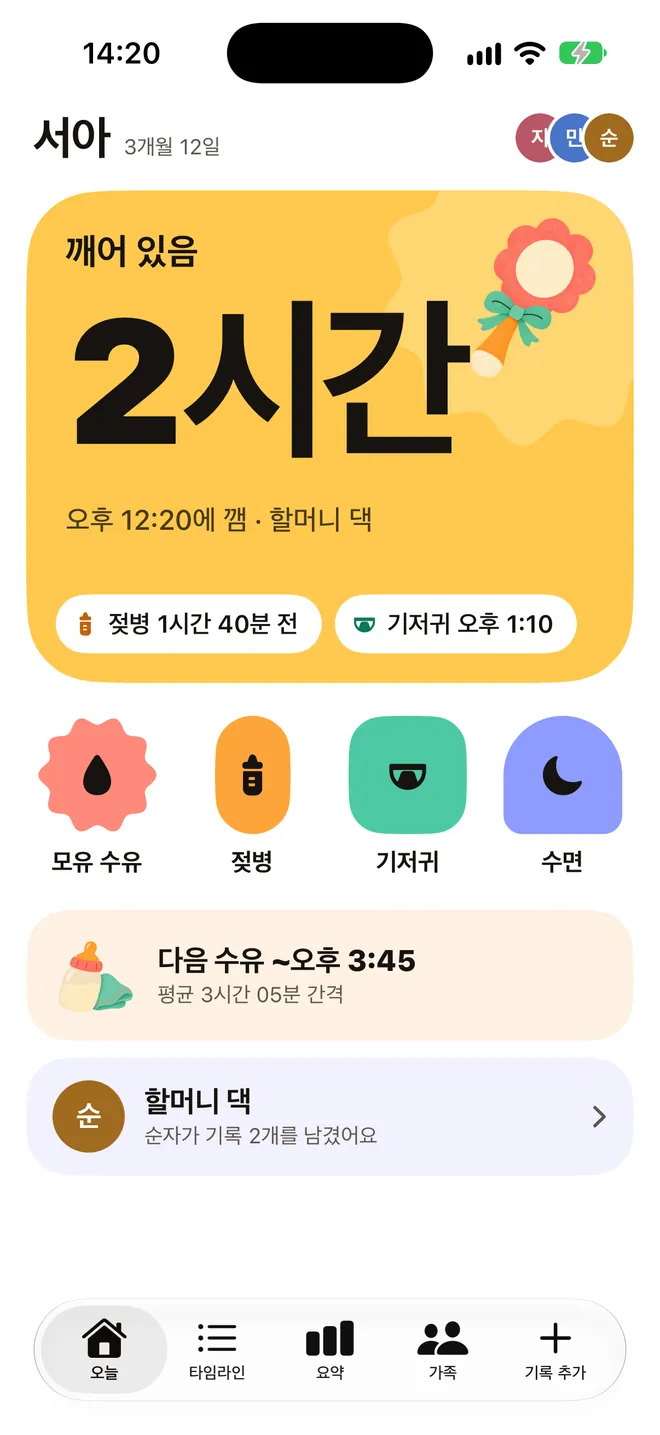 14:20
서아 3개월 12일
지 민 순
깨어 있음
2시간
오후 12:20에 깸 · 할머니 댁
젖병 1시간 40분 전
기저귀 오후 1:10
모유 수유
젖병
기저귀
수면
다음 수유 ~오후 3:45
평균 3시간 05분 간격
순
할머니 댁
순자가 기록 2개를 남겼어요
오늘
타임라인
요약
가족
기록 추가